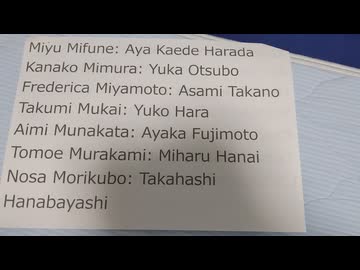 Miyu Mifune: Aya Kaede Harada
Kanako Mimura: Yuka Otsubo
Frederica Miyamoto: Asami Takano
Takumi Mukai: Yuko Hara
Aimi Munakata: Ayaka Fujimoto
Tomoe Murakami: Miharu Hanai
Nosa Morikubo: Takahashi
Hanabayashi